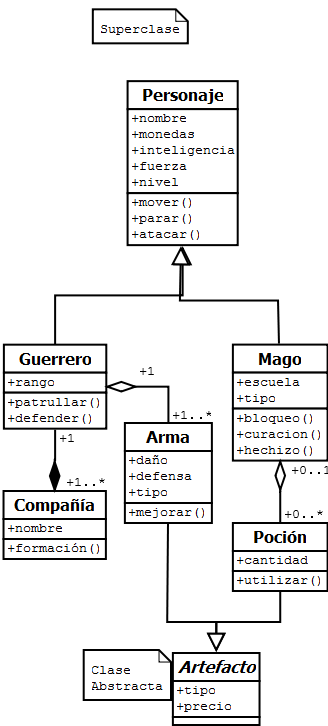 Superclase
Personaje
+nombre
+monedas
+inteligencia
+fuerza
+nivel
+mover()
+parar()
+atacar()
Guerrero
+rango
+patrullar()
+defender()
+1
+1
+1..*
Mago
+escuela
+tipo
+bloqueo()
+curacion()
+hechizo()
+0..1
Arma
+daño
+defensa
+tipo
+mejorar()
+1..*
Compañía
+nombre
+formación()
+0..*
Poción
+cantidad
+utilizar()
Clase
Abstracta
Artefacto
+tipo
+precio